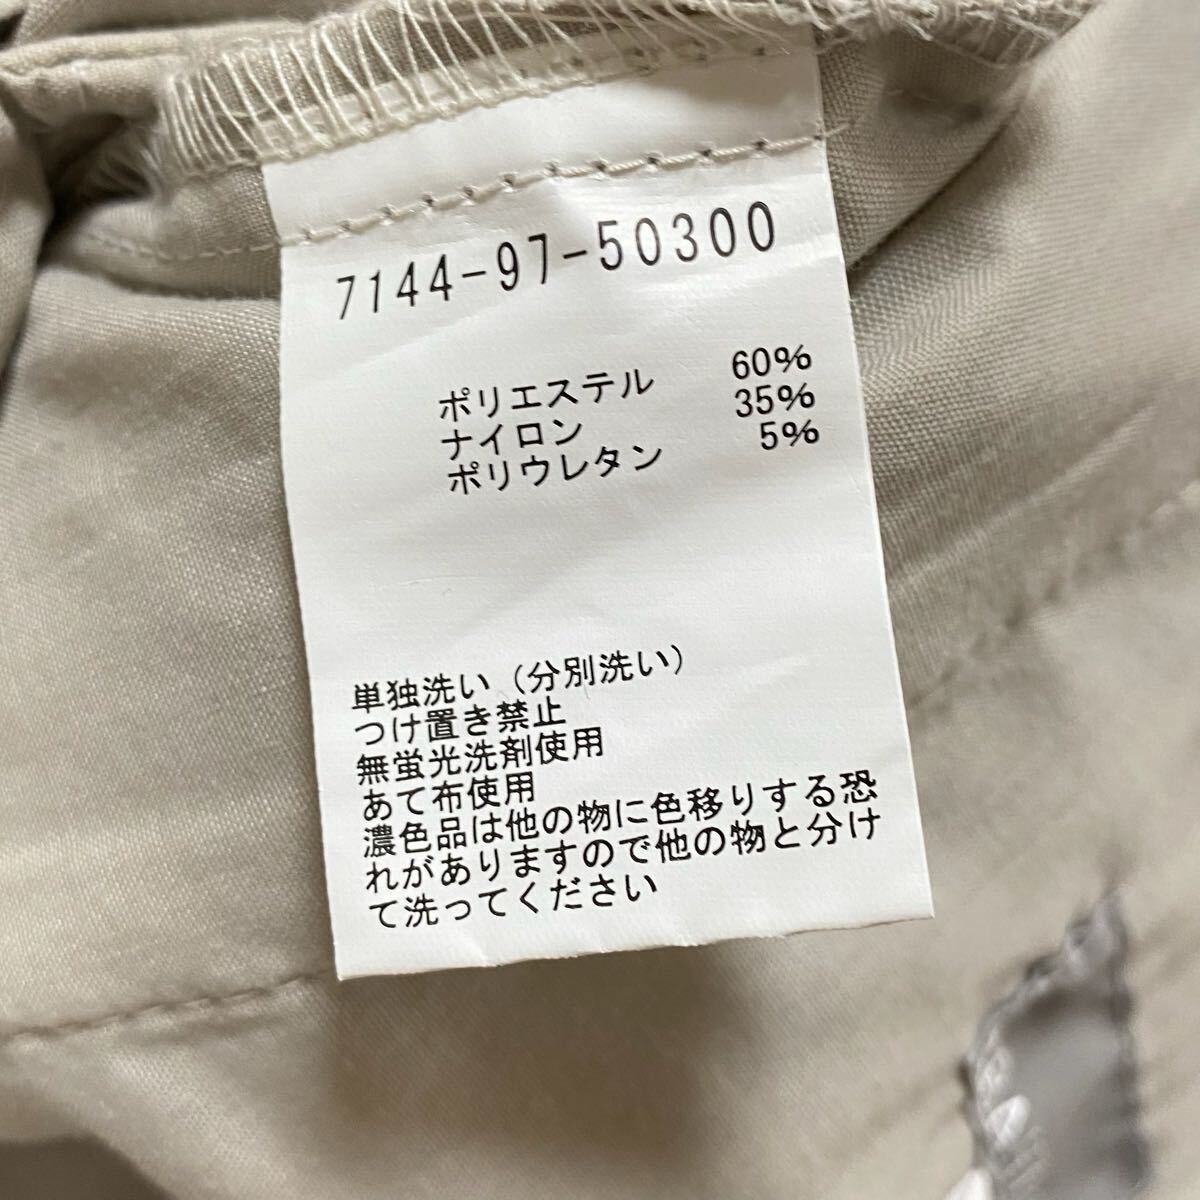 7144-97-50300
ポリエステル 60%
ナイロン 35%
ポリウレタン 5%
単独洗い（分別洗い）
つけ置き禁止
無蛍光洗剤使用
あて布使用
濃色品は他の物に色移りする恐
れがありますので他の物と分け
て洗ってください